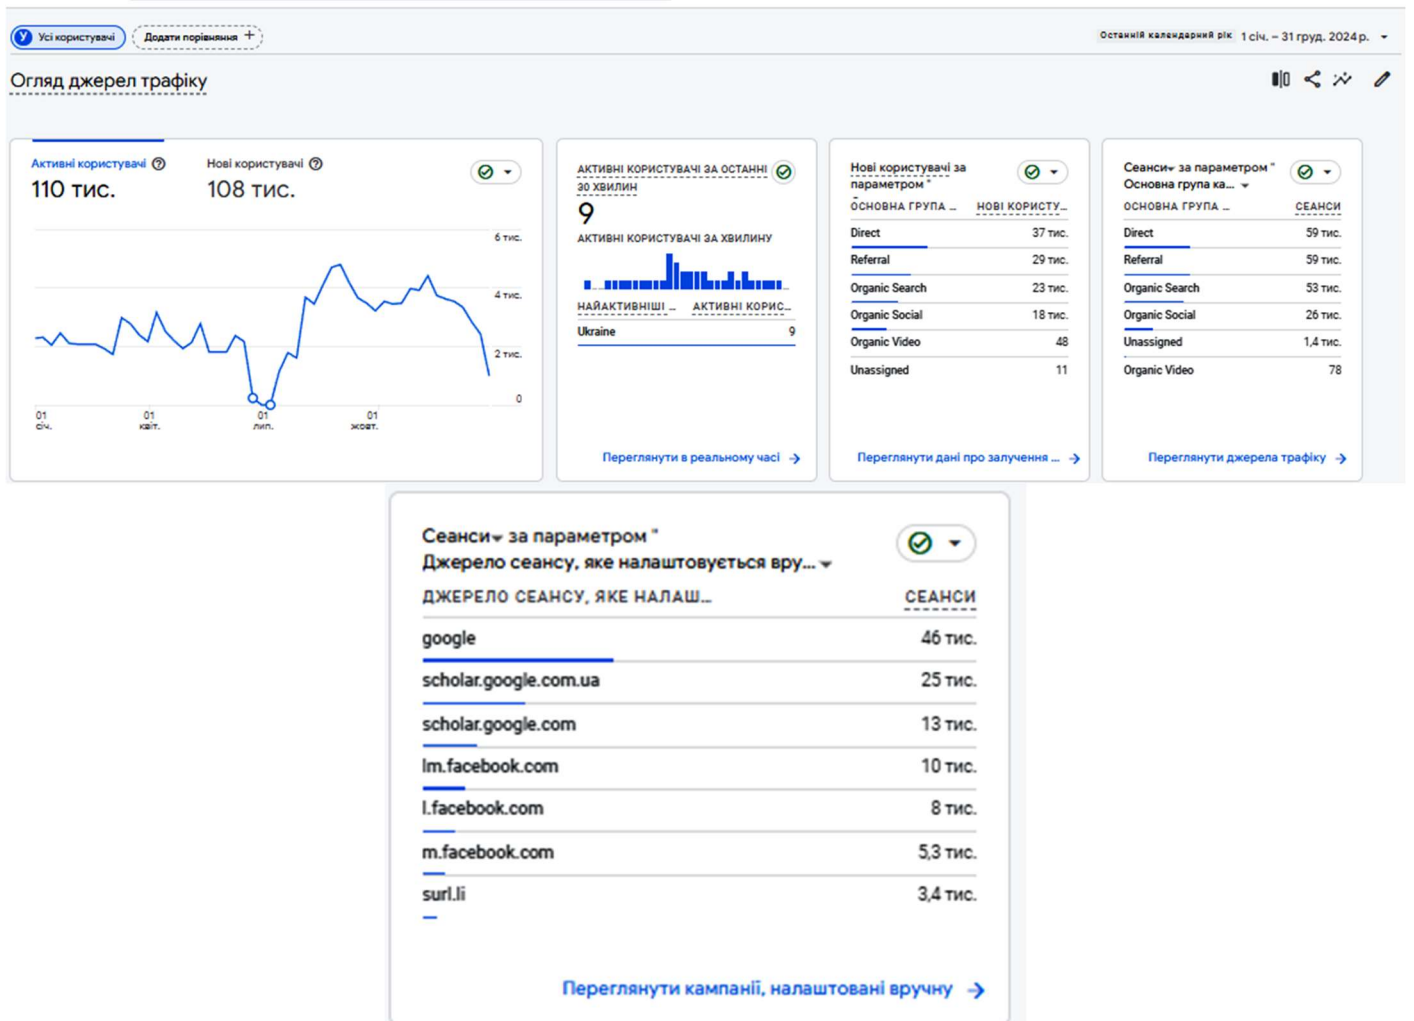 У Усі користувачі
Додати порівняння +
Останній календарний рік 1 січ. – 31 груд. 2024 р.
Огляд джерел трафіку
Активні користувачі
110 тис.
Нові користувачі
108 тис.
6 тис.
4 тис.
2 тис.
0
01 січ.
01 квіт.
01 лип.
01 жовт.
АКТИВНІ КОРИСТУВАЧІ ЗА ОСТАННІ
30 ХВИЛИН
9
АКТИВНІ КОРИСТУВАЧІ ЗА ХВИЛИНУ
НАЙАКТИВНІШІ ... АКТИВНІ КОРИС...
Ukraine 9
Переглянути в реальному часі →
Нові користувачі за
параметром "
ОСНОВНА ГРУПА ... НОВІ КОРИСТУ...
Direct 37 тис.
Referral 29 тис.
Organic Search 23 тис.
Organic Social 18 тис.
Organic Video 48
Unassigned 11
Переглянути дані про залучення ... →
Сеанси за параметром "
Основна група ка...
ОСНОВНА ГРУПА ... СЕАНСИ
Direct 59 тис.
Referral 59 тис.
Organic Search 53 тис.
Organic Social 26 тис.
Unassigned 1,4 тис.
Organic Video 78
Переглянути джерела трафіку →
Сеанси за параметром "
Джерело сеансу, яке налаштовується вру...
ДЖЕРЕЛО СЕАНСУ, ЯКЕ НАЛАШ... СЕАНСИ
google 46 тис.
scholar.google.com.ua 25 тис.
scholar.google.com 13 тис.
lm.facebook.com 10 тис.
l.facebook.com 8 тис.
m.facebook.com 5,3 тис.
surl.li 3,4 тис.
Переглянути кампанії, налаштовані вручну →